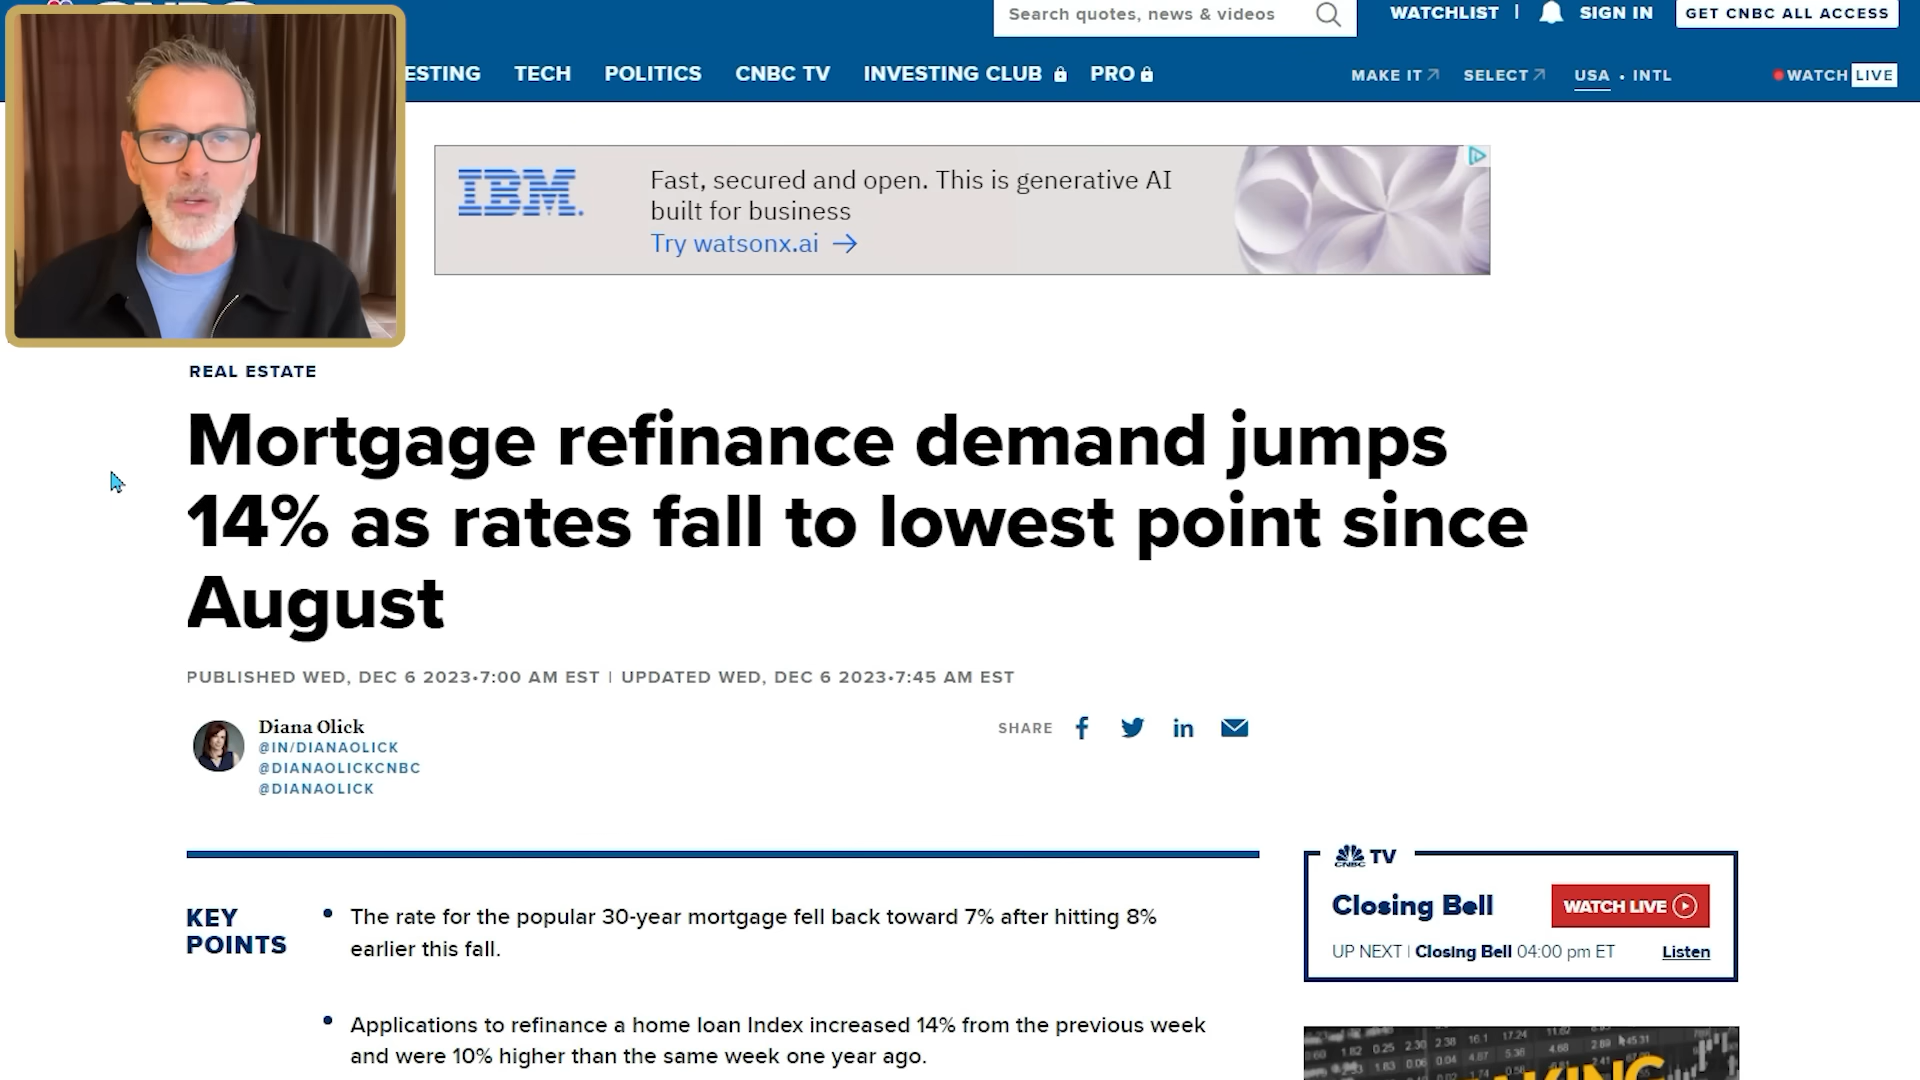 Search quotes, news & videos
WATCHLIST |
SIGN IN
GET CNBC ALL ACCESS
ESTING TECH POLITICS CNBC TV INVESTING CLUB PRO
MAKE IT SELECT USA • INTL
WATCH LIVE
IBM.
Fast, secured and open. This is generative AI
built for business
Try watsonx.ai →
REAL ESTATE
Mortgage refinance demand jumps
14% as rates fall to lowest point since
August
PUBLISHED WED, DEC 6 2023•7:00 AM EST | UPDATED WED, DEC 6 2023•7:45 AM EST
Diana Olick
@IN/DIANAOLICK
@DIANAOLICKCNBC
@DIANAOLICK
SHARE f in
KEY
POINTS
• The rate for the popular 30-year mortgage fell back toward 7% after hitting 8%
earlier this fall.
• Applications to refinance a home loan Index increased 14% from the previous week
and were 10% higher than the same week one year ago.
CNBC TV
Closing Bell
WATCH LIVE
UP NEXT | Closing Bell 04:00 pm ET
Listen